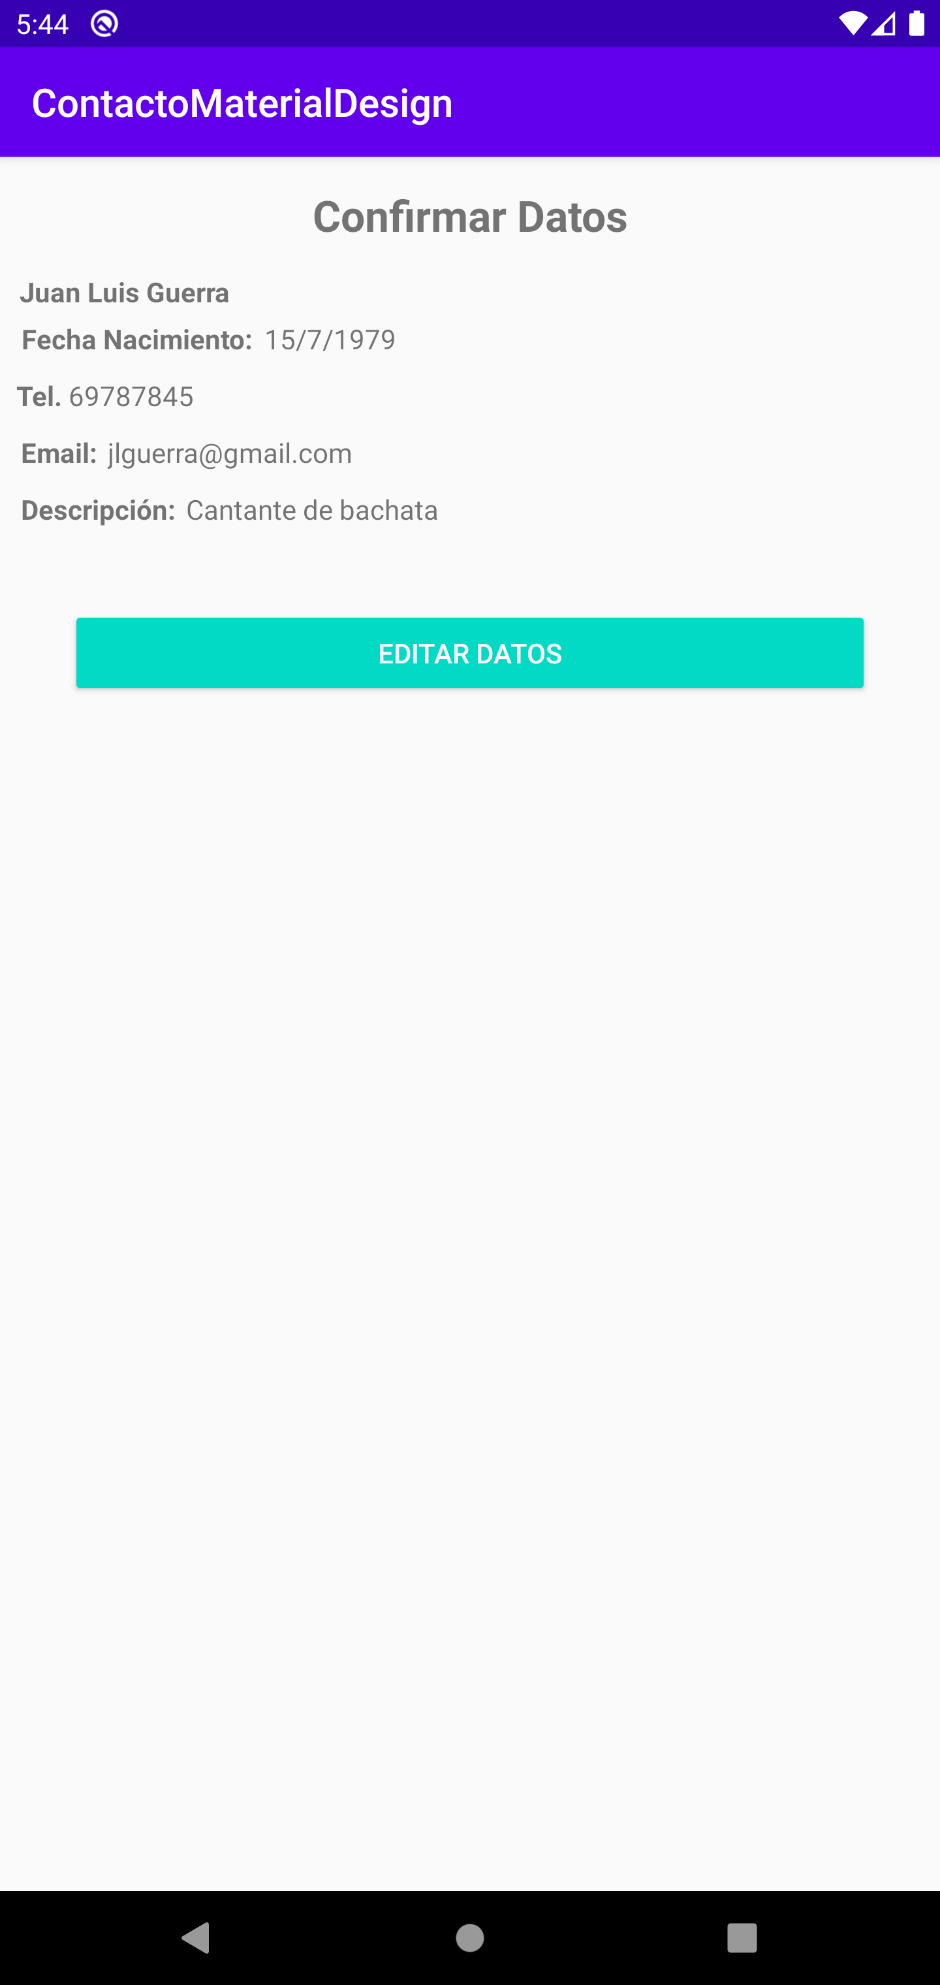 5:44
ContactoMaterialDesign
Confirmar Datos
Juan Luis Guerra
Fecha Nacimiento: 15/7/1979
Tel. 69787845
Email: jlguerra@gmail.com
Descripción: Cantante de bachata
EDITAR DATOS